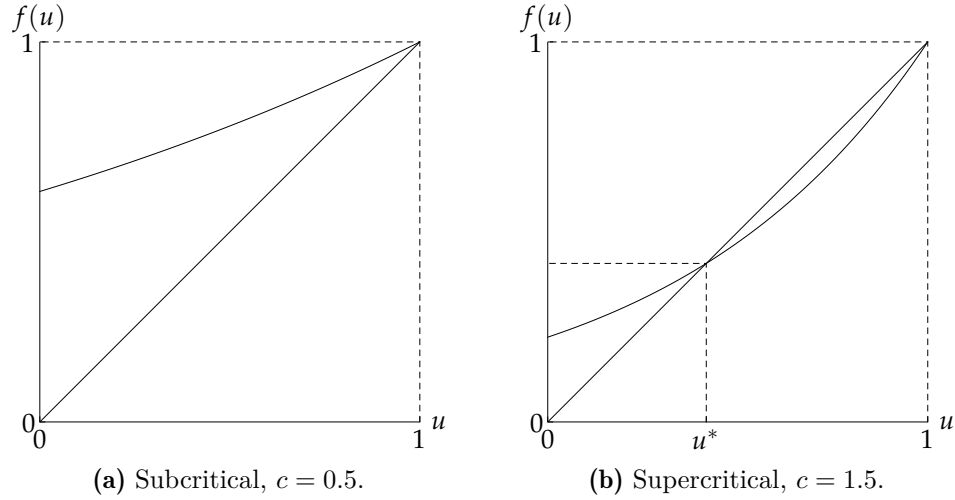 f(u)
1
0
0
1
u
(a) Subcritical, c = 0.5.
f(u)
1
0
0
u*
1
u
(b) Supercritical, c = 1.5.